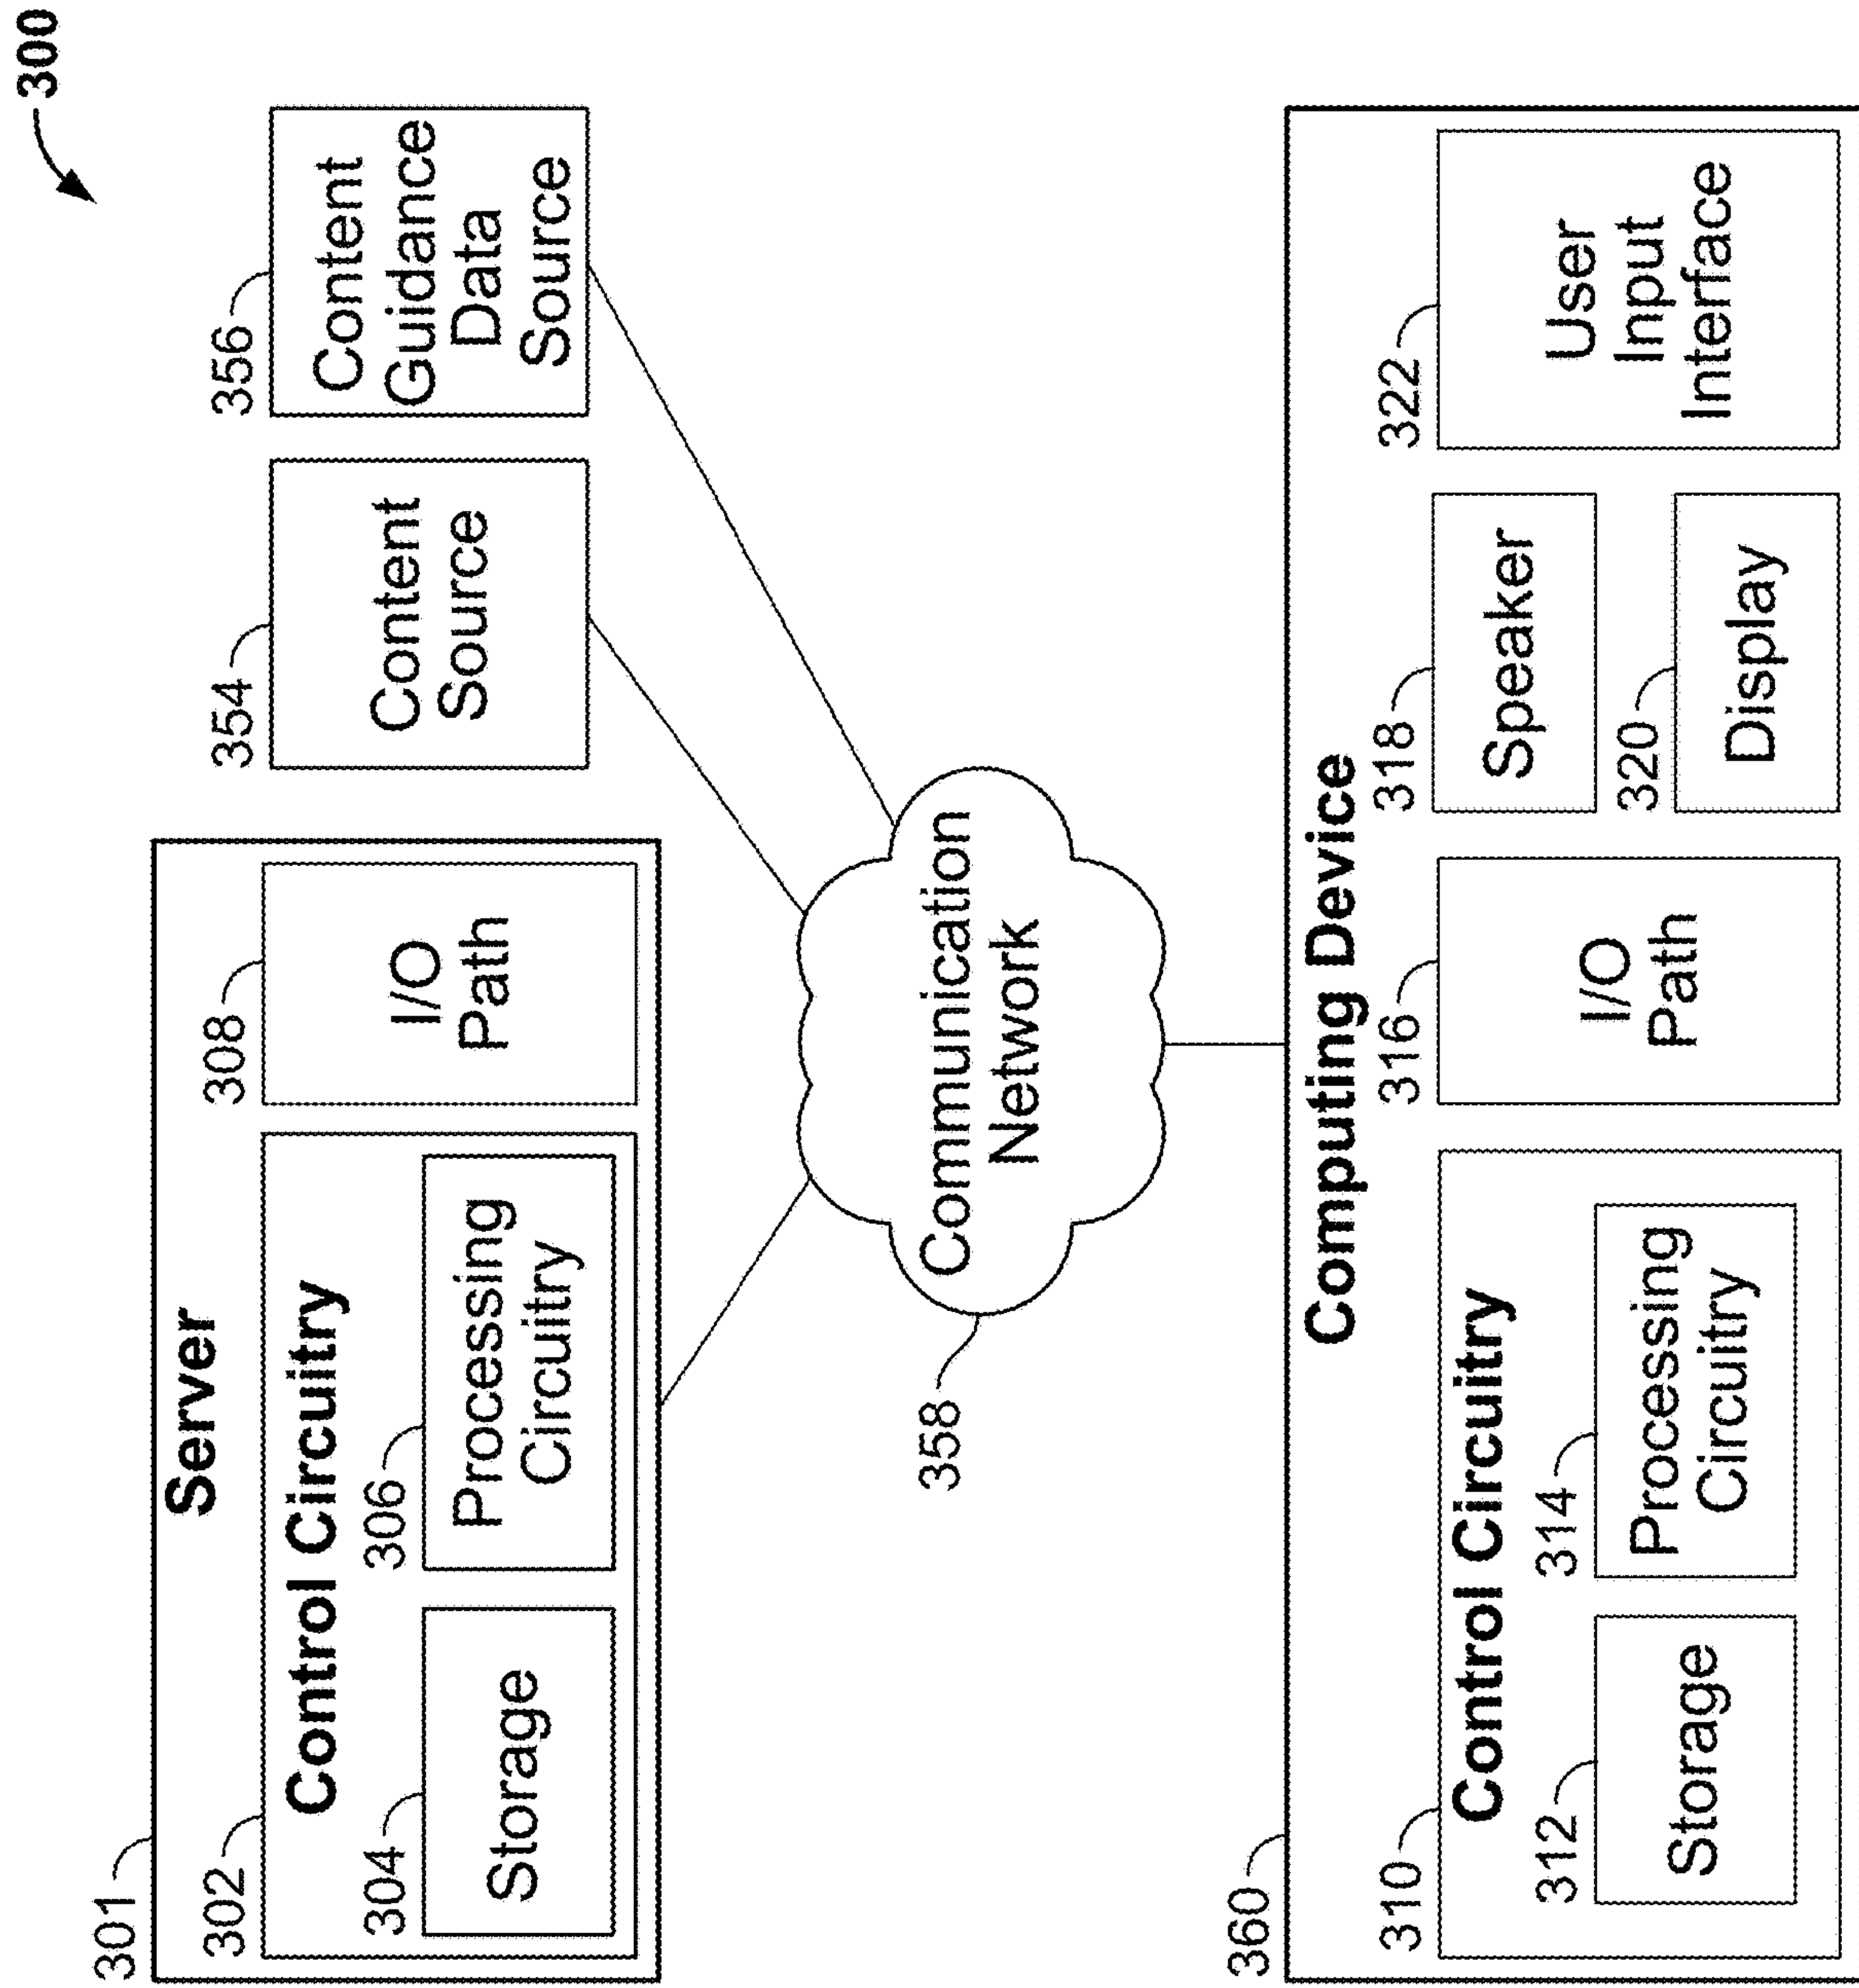 300
301
Server
302
Control Circuitry
304
Storage
306
Processing
Circuitry
308
I/O
Path
354
Content
Source
356
Content
Guidance
Data
Source
Communication
Network
358
360
Computing Device
310
Control Circuitry
312
Storage
314
Processing
Circuitry
316
I/O
Path
318
Speaker
320
Display
322
User
Input
Interface